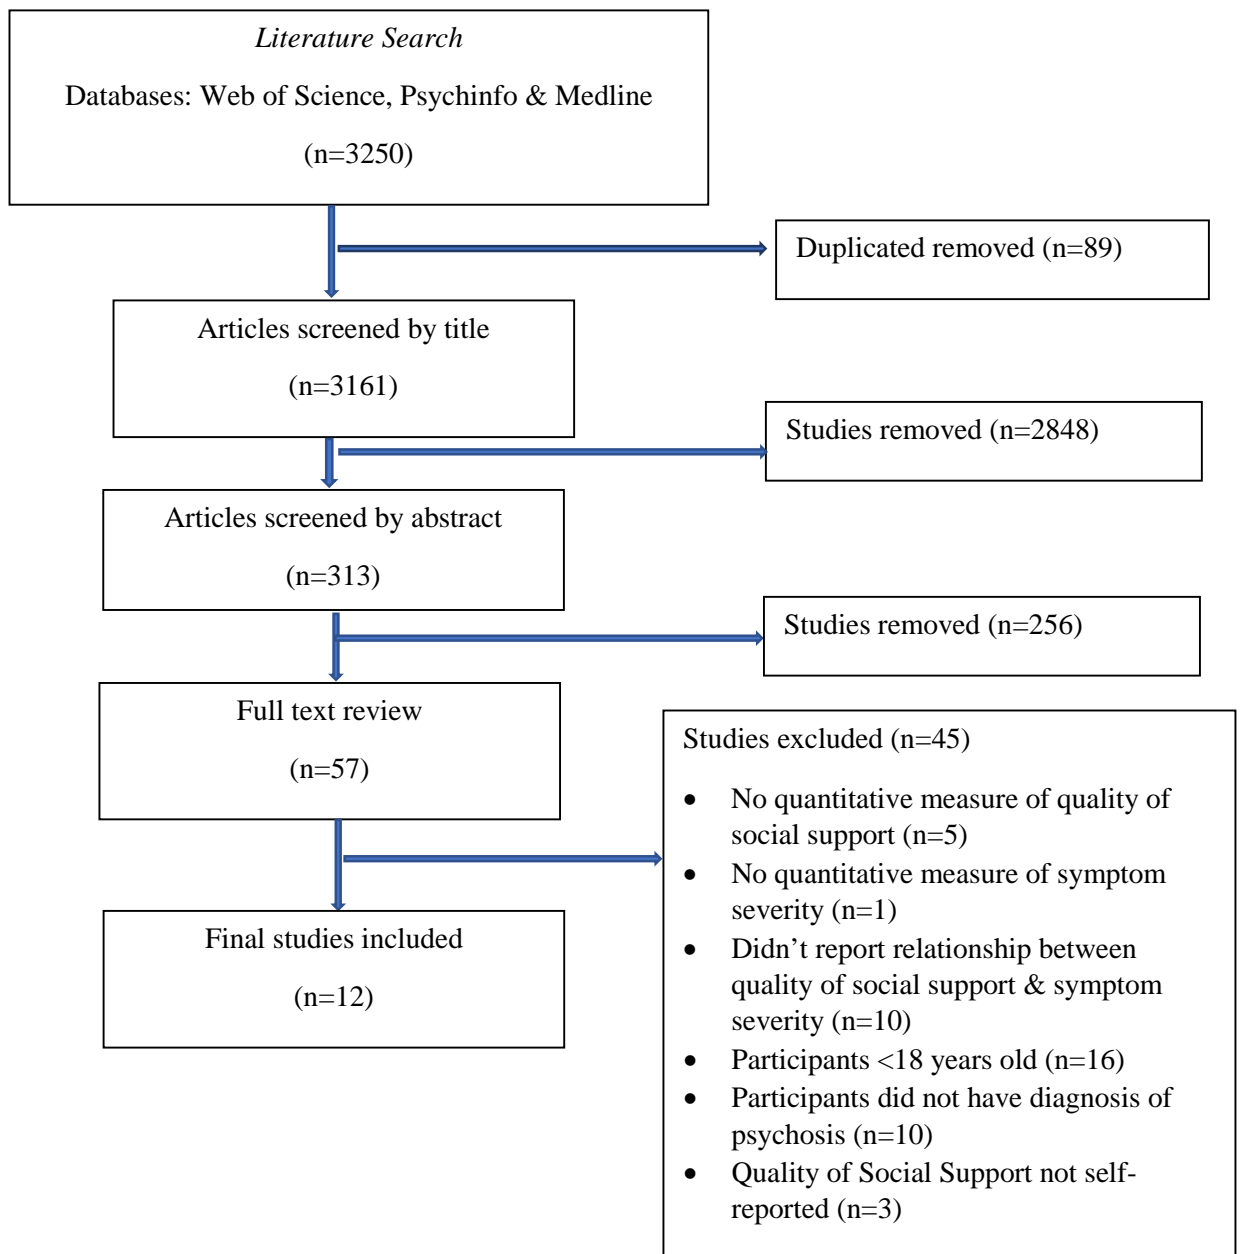 Literature Search
Databases: Web of Science, Psychinfo & Medline
(n=3250)
Duplicated removed (n=89)
Articles screened by title
(n=3161)
Studies removed (n=2848)
Articles screened by abstract
(n=313)
Studies removed (n=256)
Full text review
(n=57)
Studies excluded (n=45)
• No quantitative measure of quality of
social support (n=5)
• No quantitative measure of symptom
severity (n=1)
• Didn’t report relationship between
quality of social support & symptom
severity (n=10)
• Participants <18 years old (n=16)
• Participants did not have diagnosis of
psychosis (n=10)
• Quality of Social Support not self-
reported (n=3)
Final studies included
(n=12)